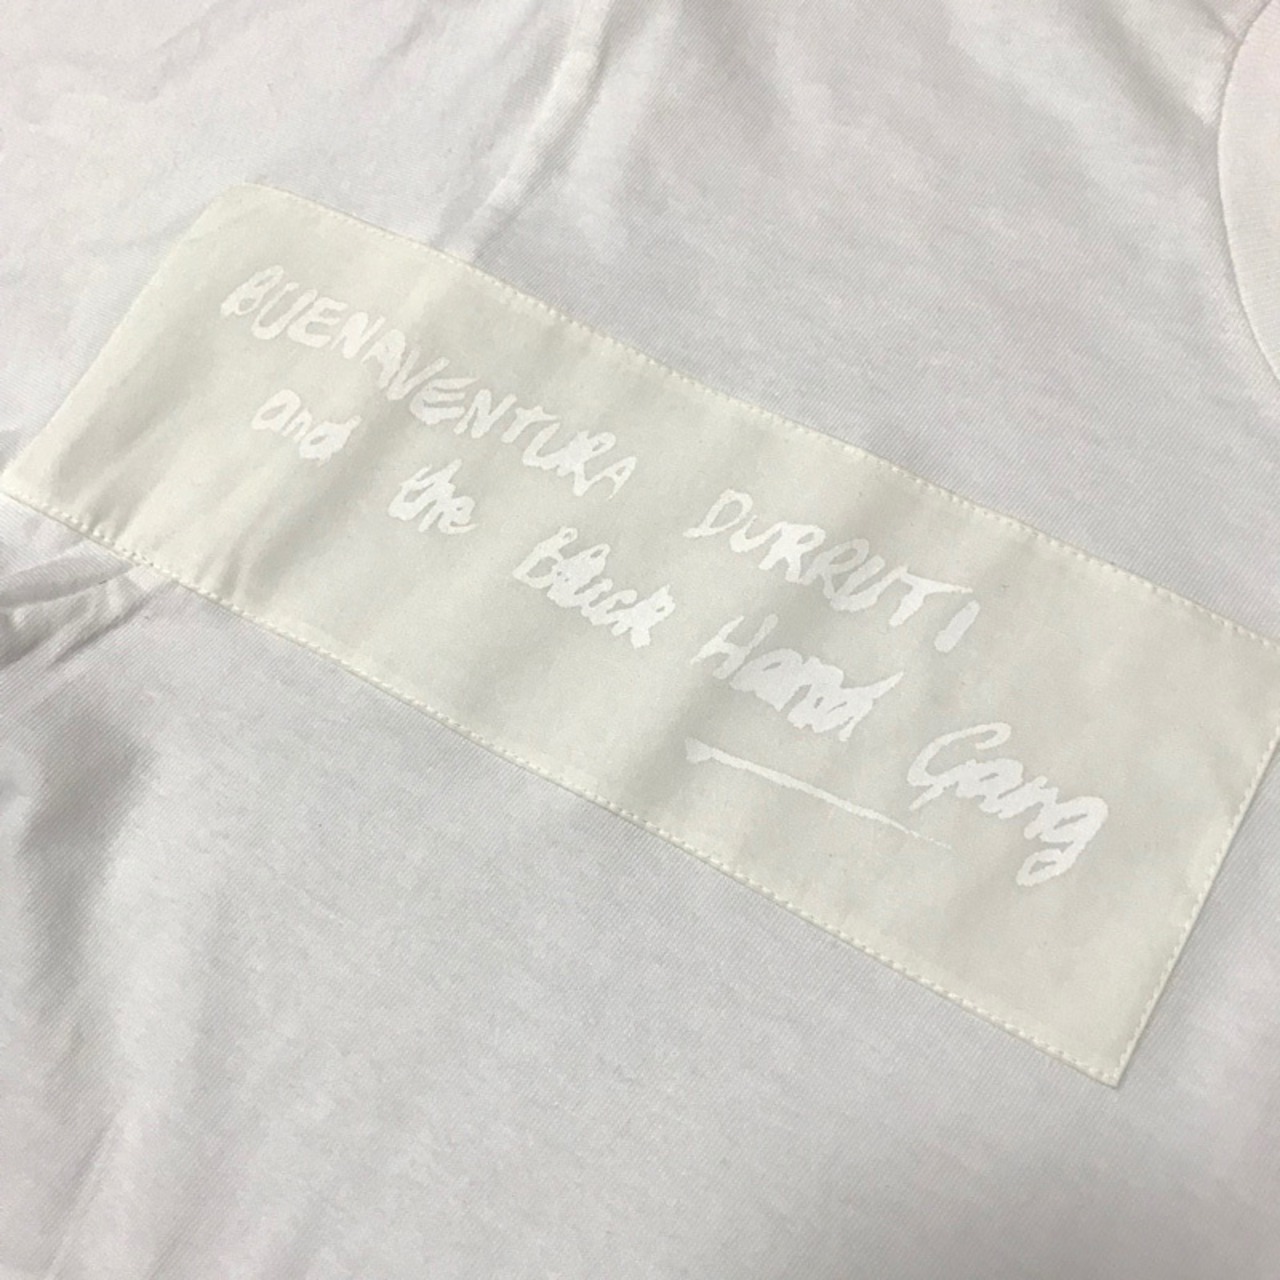 BUENAVENTURA DURRUTI
and the Black Hand Gang